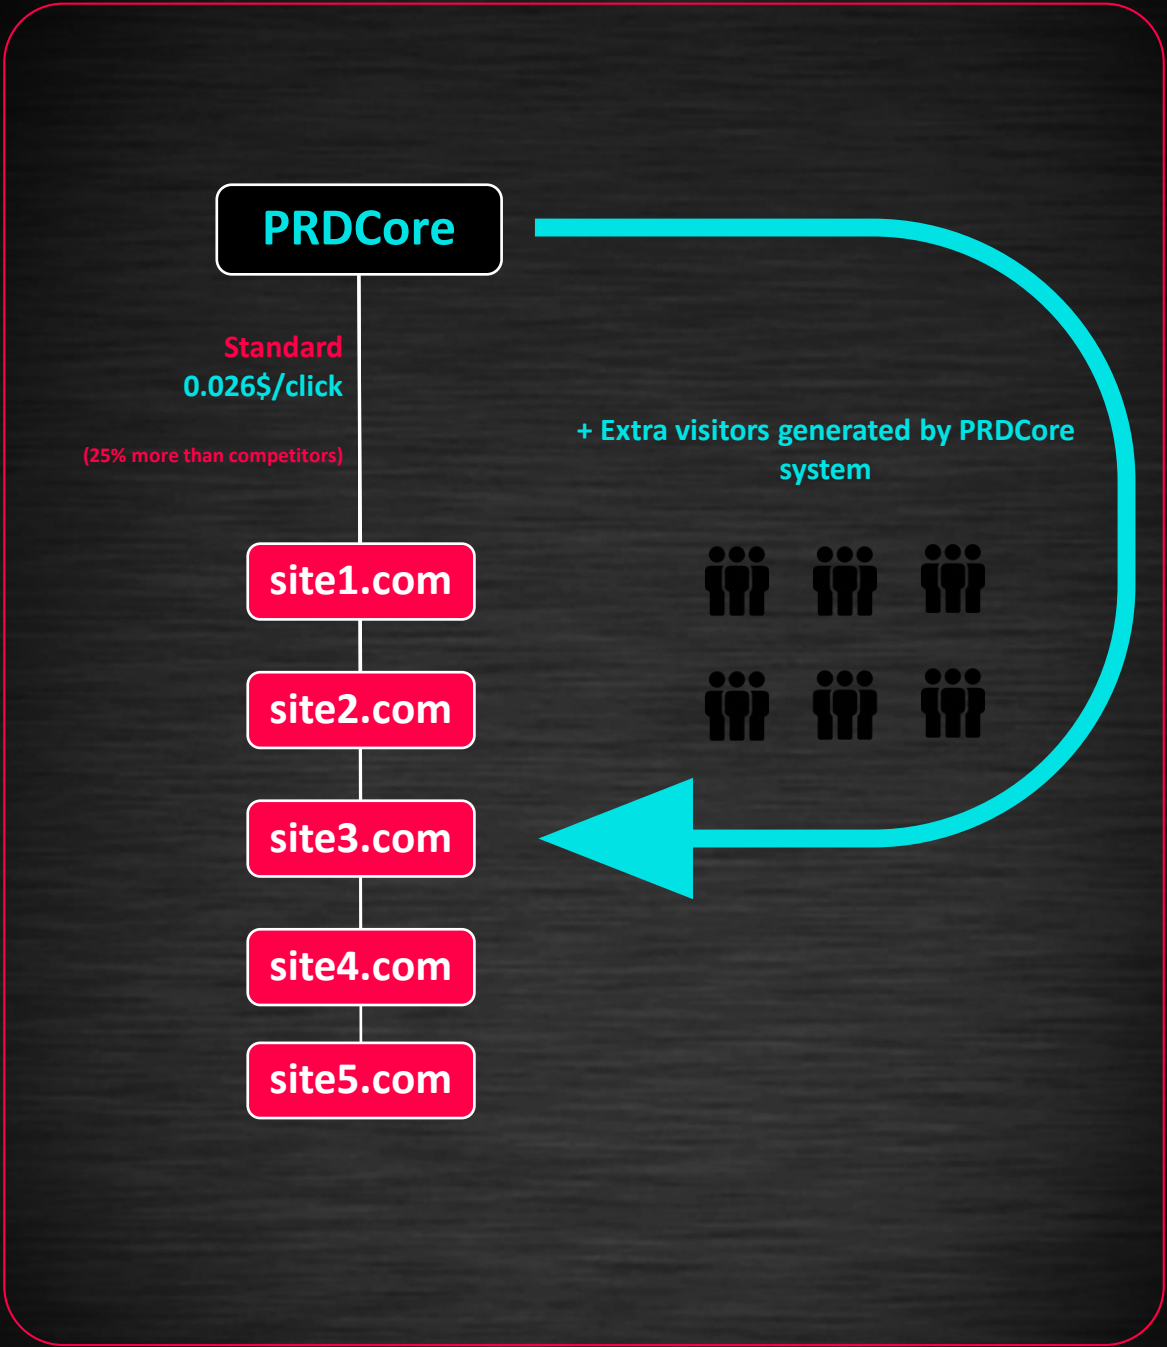 PRDCore
Standard
0.026$/click
(25% more than competitors)
+ Extra visitors generated by PRDCore
system
site1.com
site2.com
site3.com
site4.com
site5.com